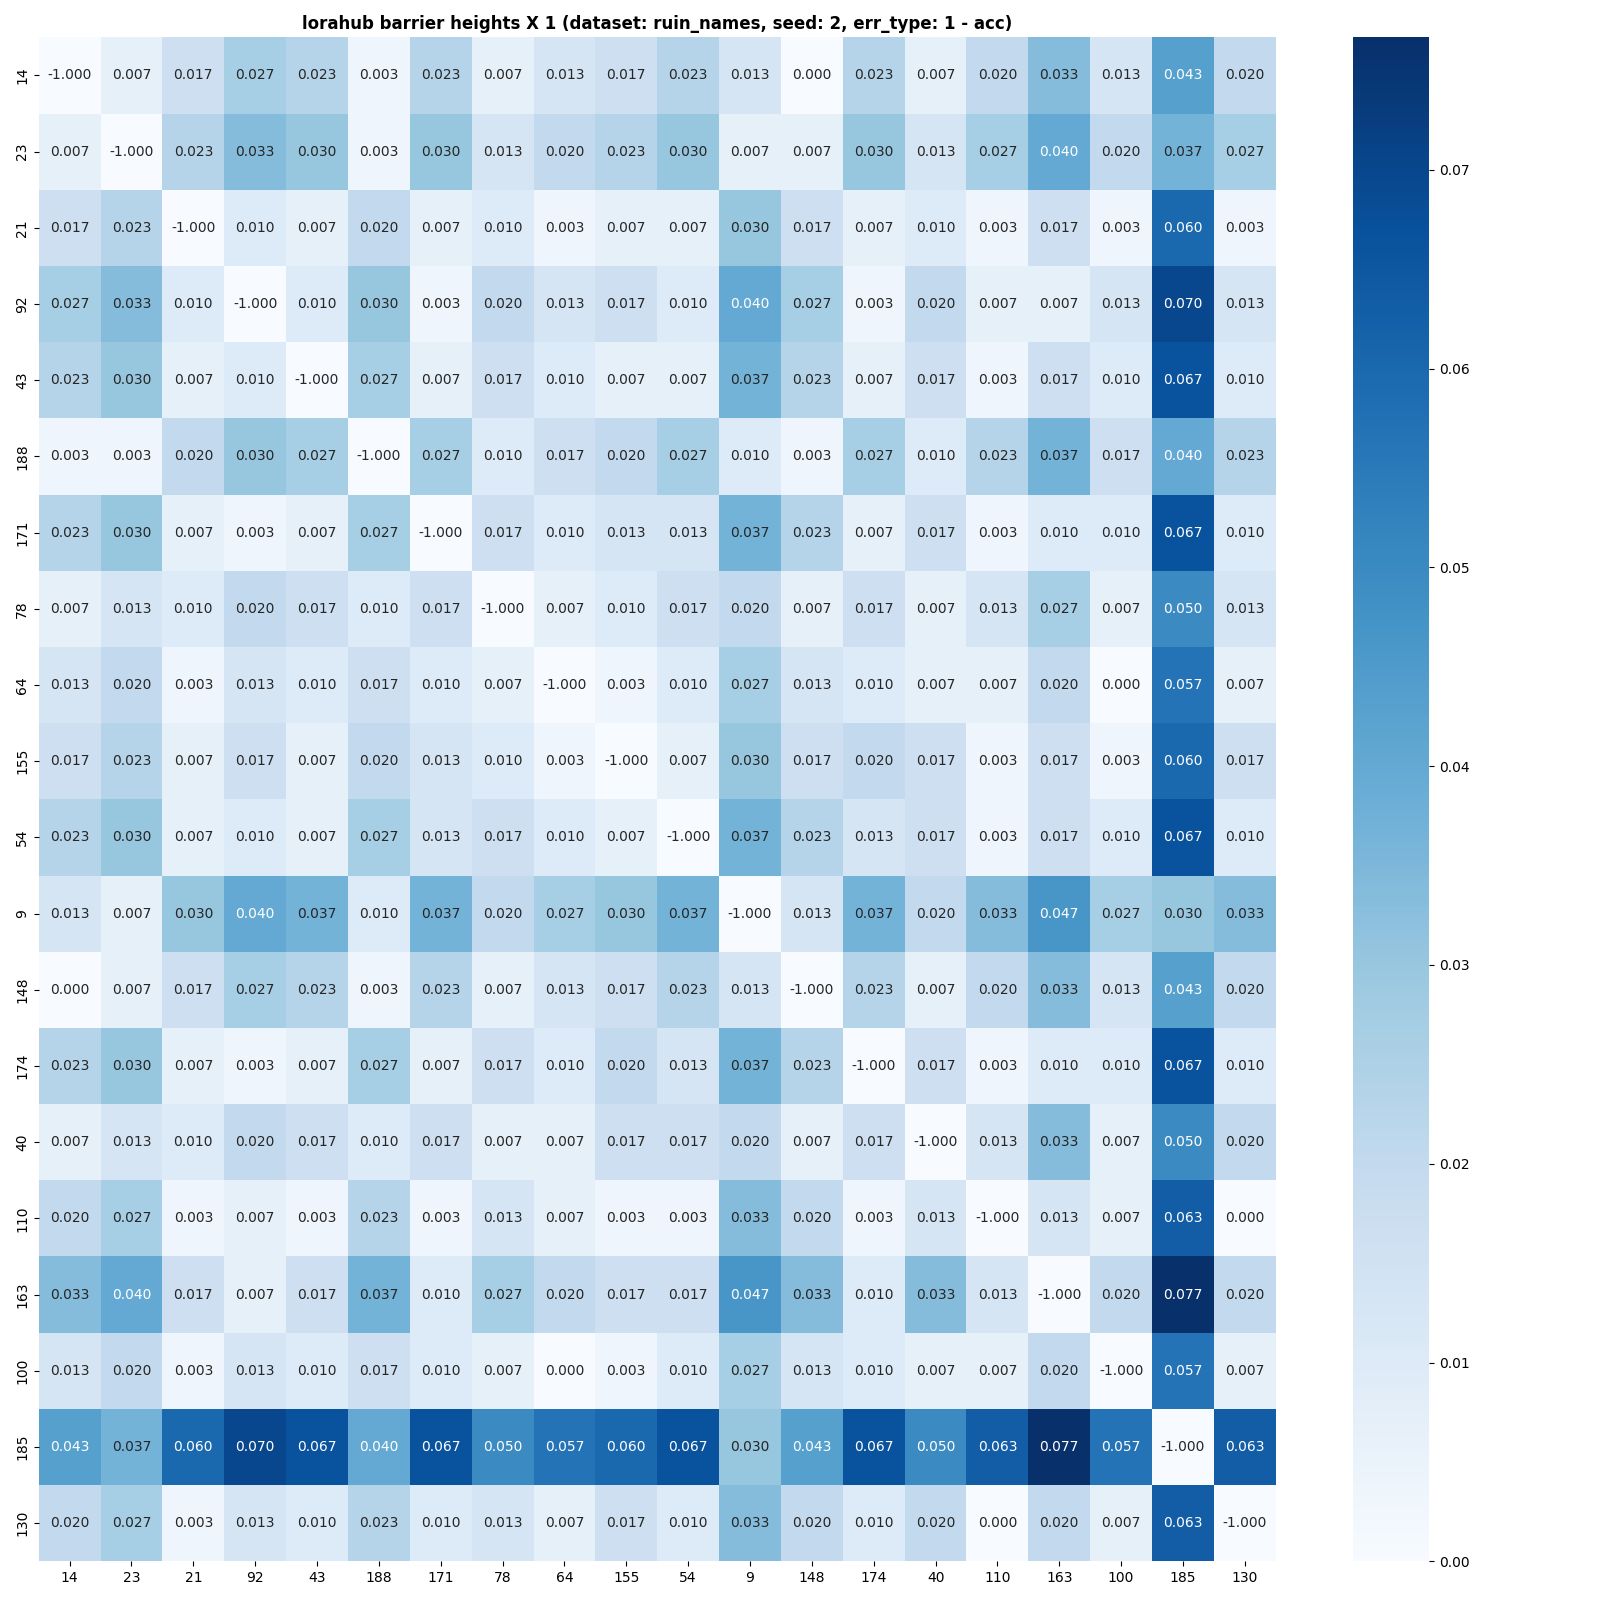 lorahub barrier heights X 1 (dataset: ruin_names, seed: 2, err_type: 1 - acc)
14 -1.000 0.007 0.017 0.027 0.023 0.003 0.023 0.007 0.013 0.017 0.023 0.013 0.000 0.023 0.007 0.020 0.033 0.013 0.043 0.020
23 0.007 -1.000 0.023 0.033 0.030 0.003 0.030 0.013 0.020 0.023 0.030 0.007 0.007 0.030 0.013 0.027 0.040 0.020 0.037 0.027
0.07
21 0.017 0.023 -1.000 0.010 0.007 0.020 0.007 0.010 0.003 0.007 0.007 0.030 0.017 0.007 0.010 0.003 0.017 0.003 0.060 0.003
92 0.027 0.033 0.010 -1.000 0.010 0.030 0.003 0.020 0.013 0.017 0.010 0.040 0.027 0.003 0.020 0.007 0.007 0.013 0.070 0.013
0.06
43 0.023 0.030 0.007 0.010 -1.000 0.027 0.007 0.017 0.010 0.007 0.007 0.037 0.023 0.007 0.017 0.003 0.017 0.010 0.067 0.010
188 0.003 0.003 0.020 0.030 0.027 -1.000 0.027 0.010 0.017 0.020 0.027 0.010 0.003 0.027 0.010 0.023 0.037 0.017 0.040 0.023
171 0.023 0.030 0.007 0.003 0.007 0.027 -1.000 0.017 0.010 0.013 0.013 0.037 0.023 0.007 0.017 0.003 0.010 0.010 0.067 0.010
0.05
78 0.007 0.013 0.010 0.020 0.017 0.010 0.017 -1.000 0.007 0.010 0.017 0.020 0.007 0.017 0.007 0.013 0.027 0.007 0.050 0.013
64 0.013 0.020 0.003 0.013 0.010 0.017 0.010 0.007 -1.000 0.003 0.010 0.027 0.013 0.010 0.007 0.007 0.020 0.000 0.057 0.007
155 0.017 0.023 0.007 0.017 0.007 0.020 0.013 0.010 0.003 -1.000 0.007 0.030 0.017 0.020 0.017 0.003 0.017 0.003 0.060 0.017
0.04
54 0.023 0.030 0.007 0.010 0.007 0.027 0.013 0.017 0.010 0.007 -1.000 0.037 0.023 0.013 0.017 0.003 0.017 0.010 0.067 0.010
9 0.013 0.007 0.030 0.040 0.037 0.010 0.037 0.020 0.027 0.030 0.037 -1.000 0.013 0.037 0.020 0.033 0.047 0.027 0.030 0.033
0.03
148 0.000 0.007 0.017 0.027 0.023 0.003 0.023 0.007 0.013 0.017 0.023 0.013 -1.000 0.023 0.007 0.020 0.033 0.013 0.043 0.020
174 0.023 0.030 0.007 0.003 0.007 0.027 0.007 0.017 0.010 0.020 0.013 0.037 0.023 -1.000 0.017 0.003 0.010 0.010 0.067 0.010
40 0.007 0.013 0.010 0.020 0.017 0.010 0.017 0.007 0.007 0.017 0.017 0.020 0.007 0.017 -1.000 0.013 0.033 0.007 0.050 0.020
0.02
110 0.020 0.027 0.003 0.007 0.003 0.023 0.003 0.013 0.007 0.003 0.003 0.033 0.020 0.003 0.013 -1.000 0.013 0.007 0.063 0.000
163 0.033 0.040 0.017 0.007 0.017 0.037 0.010 0.027 0.020 0.017 0.017 0.047 0.033 0.010 0.033 0.013 -1.000 0.020 0.077 0.020
0.01
100 0.013 0.020 0.003 0.013 0.010 0.017 0.010 0.007 0.000 0.003 0.010 0.027 0.013 0.010 0.007 0.007 0.020 -1.000 0.057 0.007
185 0.043 0.037 0.060 0.070 0.067 0.040 0.067 0.050 0.057 0.060 0.067 0.030 0.043 0.067 0.050 0.063 0.077 0.057 -1.000 0.063
130 0.020 0.027 0.003 0.013 0.010 0.023 0.010 0.013 0.007 0.017 0.010 0.033 0.020 0.010 0.020 0.000 0.020 0.007 0.063 -1.000
0.00
14 23 21 92 43 188 171 78 64 155 54 9 148 174 40 110 163 100 185 130